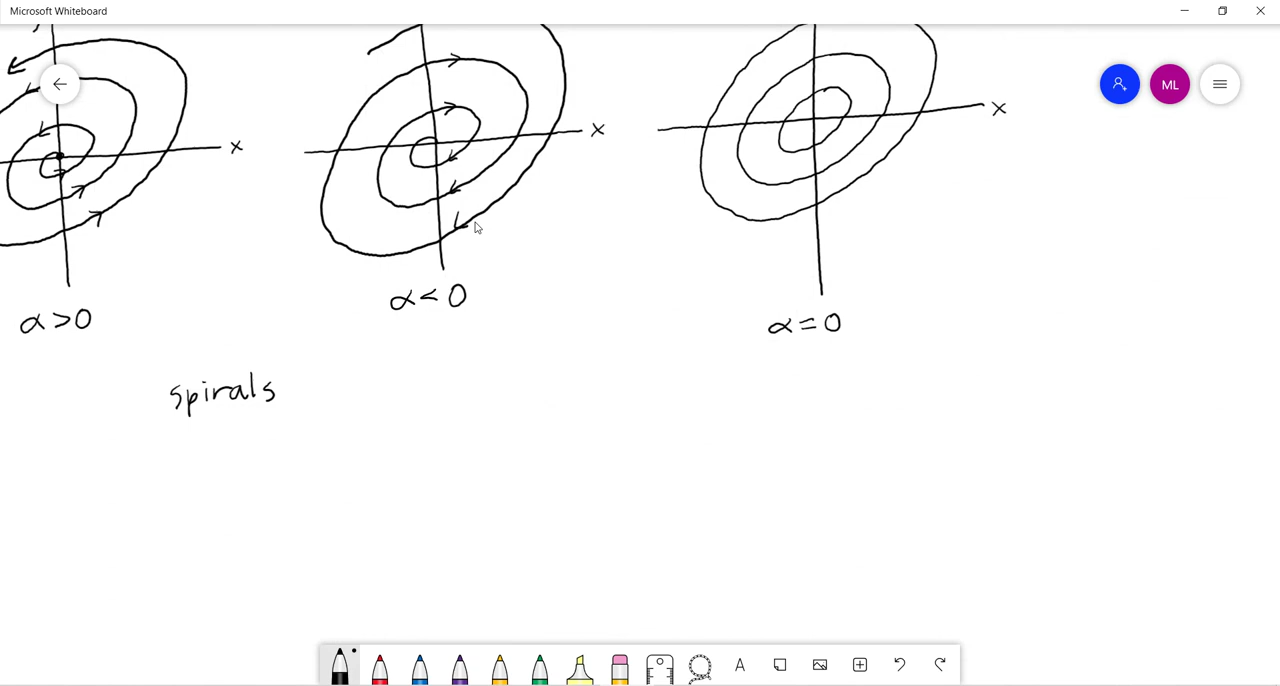 Microsoft Whiteboard
ML
x
x
x
α > 0
α < 0
α = 0
spirals
A